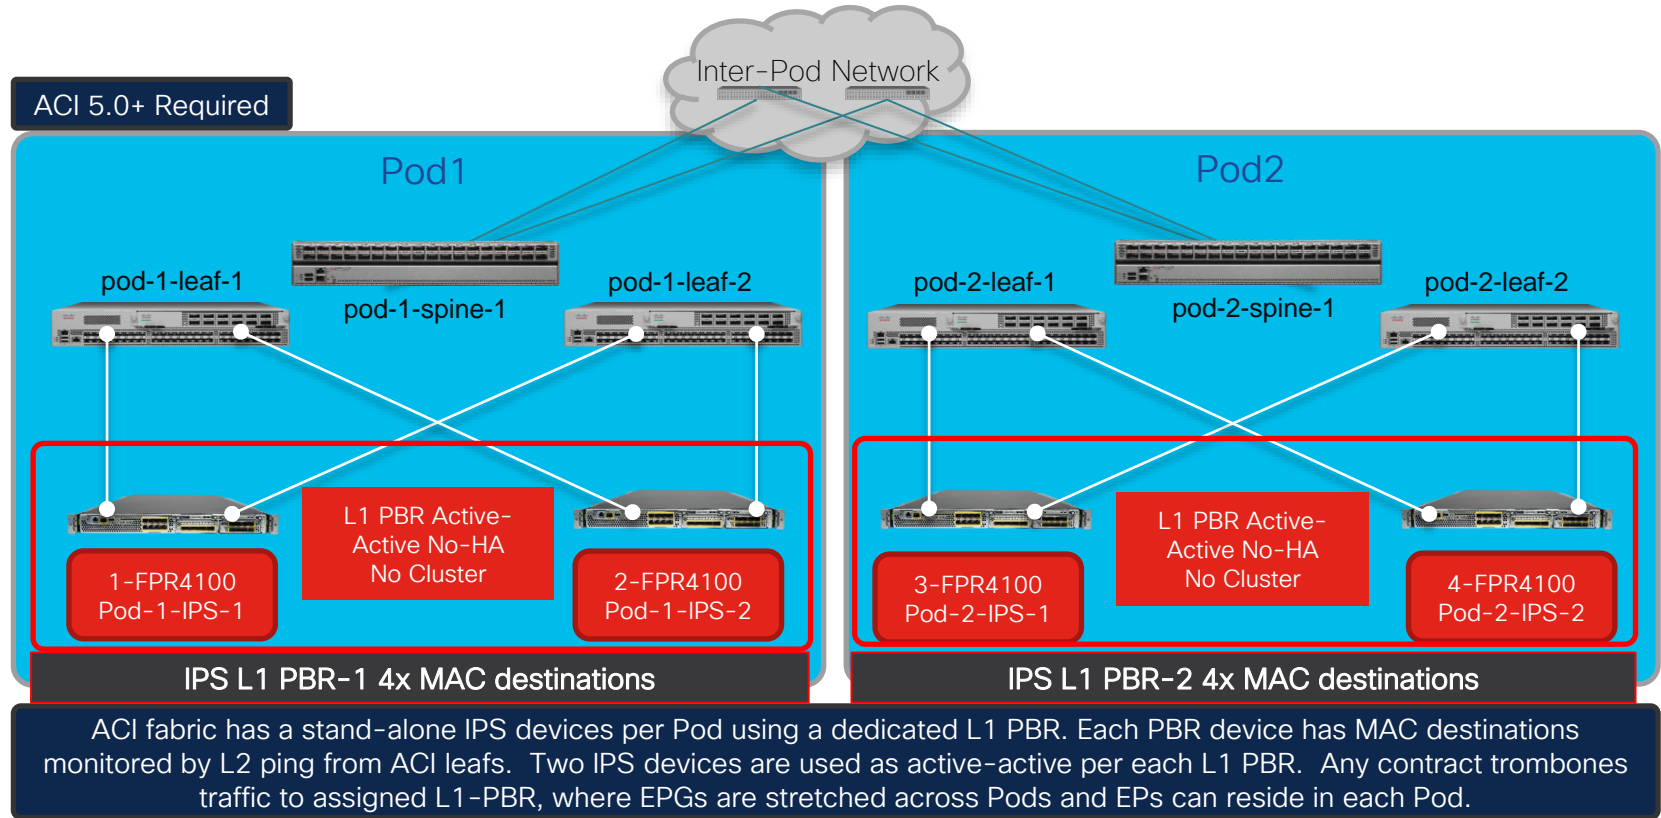 Inter-Pod Network
ACI 5.0+ Required
Pod1
Pod2
pod-1-leaf-1
pod-1-spine-1
pod-1-leaf-2
pod-2-leaf-1
pod-2-spine-1
pod-2-leaf-2
L1 PBR Active-
Active No-HA
No Cluster
L1 PBR Active-
Active No-HA
No Cluster
1-FPR4100
Pod-1-IPS-1
2-FPR4100
Pod-1-IPS-2
3-FPR4100
Pod-2-IPS-1
4-FPR4100
Pod-2-IPS-2
IPS L1 PBR-1 4x MAC destinations
IPS L1 PBR-2 4x MAC destinations
ACI fabric has a stand-alone IPS devices per Pod using a dedicated L1 PBR. Each PBR device has MAC destinations
monitored by L2 ping from ACI leafs.  Two IPS devices are used as active-active per each L1 PBR.  Any contract trombones
traffic to assigned L1-PBR, where EPGs are stretched across Pods and EPs can reside in each Pod.